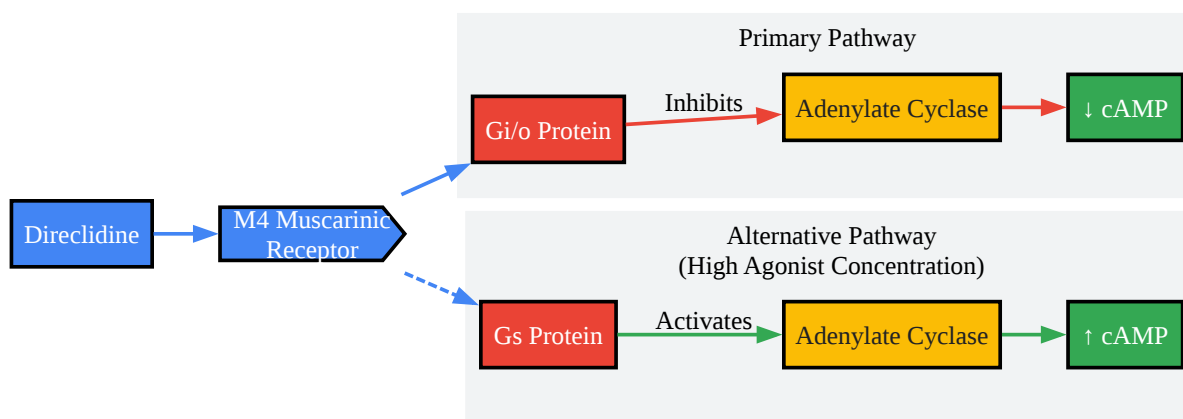 Primary Pathway
Inhibits
Gi/o Protein
Adenylate Cyclase
↓ cAMP
Direclidine
M4 Muscarinic
Receptor
Alternative Pathway
(High Agonist Concentration)
Gs Protein
Activates
Adenylate Cyclase
↑ cAMP